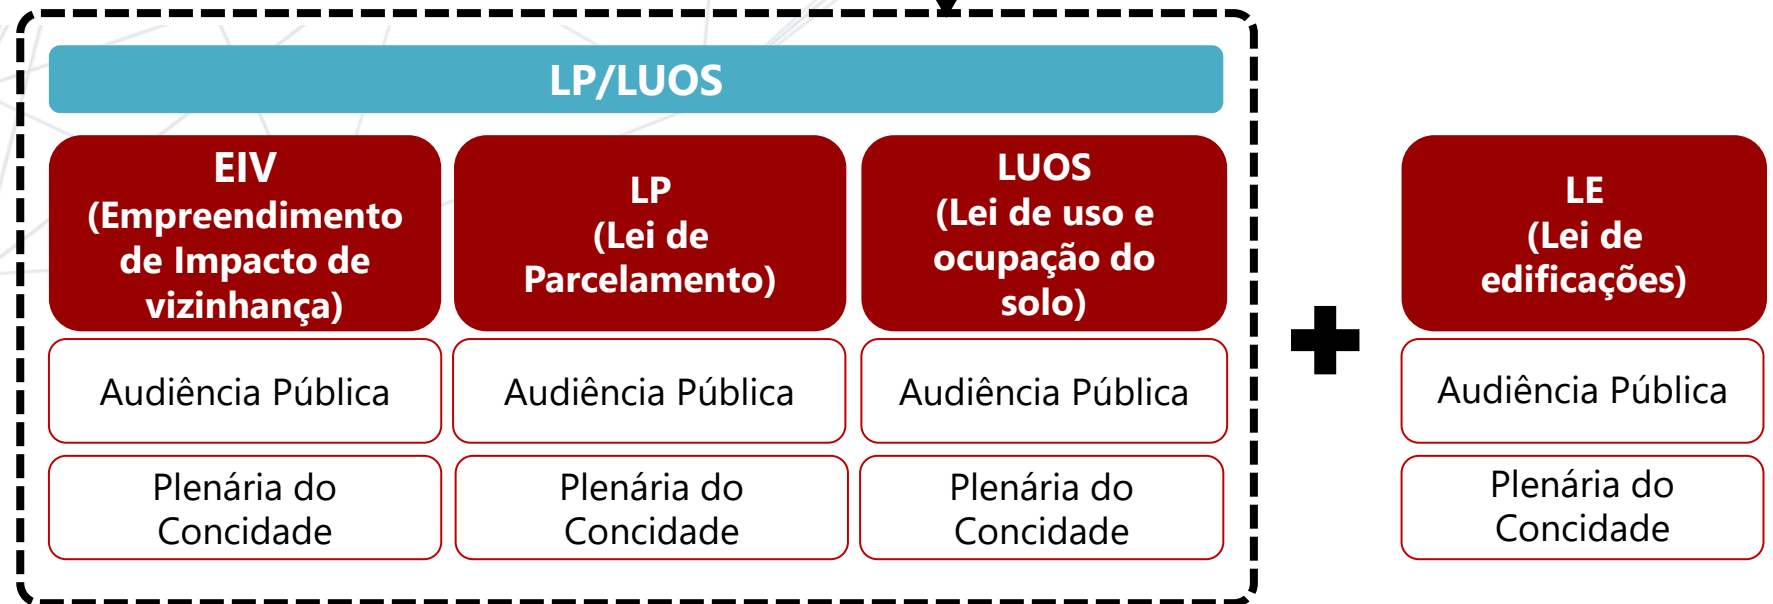 LP/LUOS
EIV
(Empreendimento
de Impacto de
vizinhança)
LP
(Lei de
Parcelamento)
LUOS
(Lei de uso e
ocupação do
solo)
LE
(Lei de
edificações)
Audiência Pública
Audiência Pública
Audiência Pública
Audiência Pública
Plenária do
Concidade
Plenária do
Concidade
Plenária do
Concidade
Plenária do
Concidade